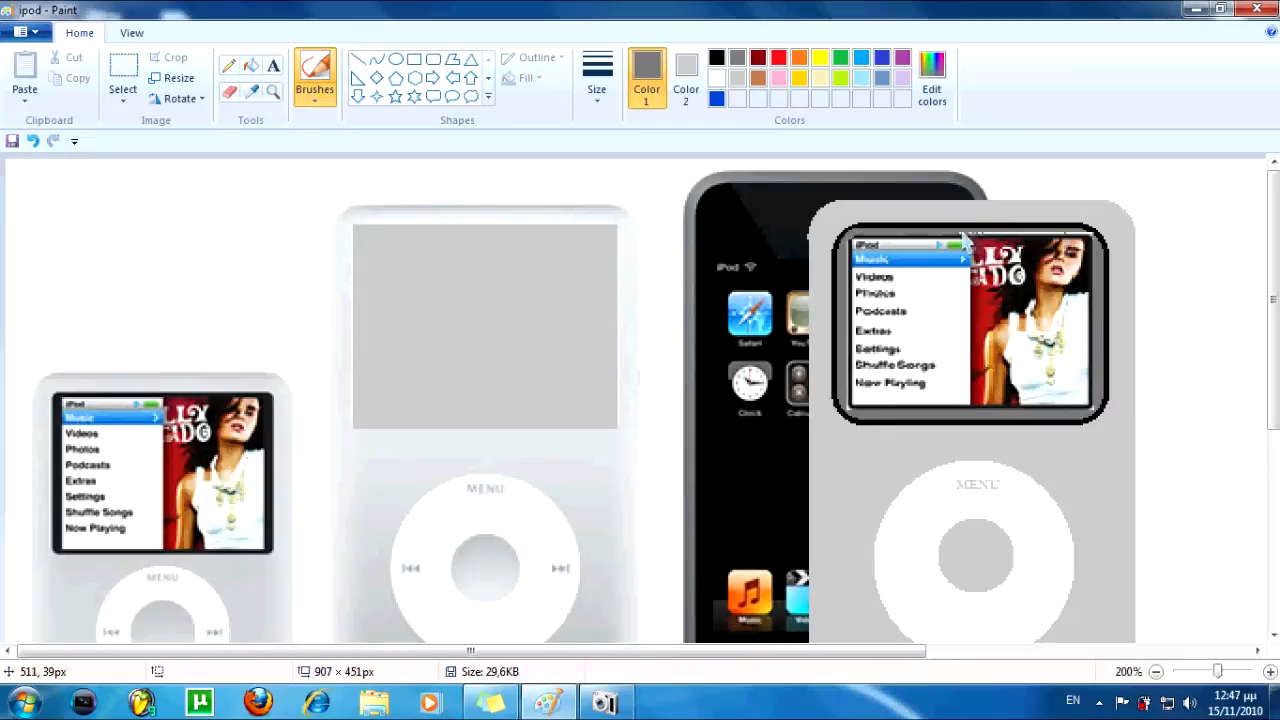 ipod - Paint
Home
View
Paste
Cut
Copy
Clipboard
Select
Crop
Resize
Rotate
Image
A
Tools
Brushes
Outline
Fill
Shapes
Size
Color 1
Color 2
Edit colors
Colors
iPod
Music
Videos
Photos
Podcasts
Extras
Settings
Shuffle Songs
Now Playing
MENU
MENU
iPod
Safari
Clock
Music
iPod
Music
Videos
Photos
Podcasts
Extras
Settings
Shuffle Songs
Now Playing
MENU
511, 39px
907 × 451px
Size: 29,6KB
200%
EN
12:47 μμ
15/11/2010